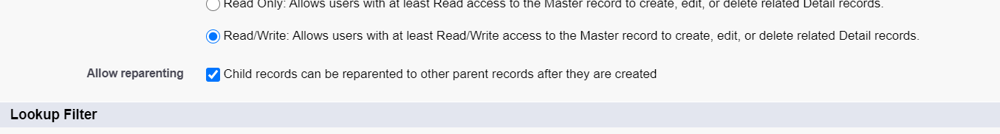 Read Only: Allows users with at least Read access to the Master record to create, edit, or delete related Detail records.
Read/Write: Allows users with at least Read/Write access to the Master record to create, edit, or delete related Detail records.
Allow reparenting Child records can be reparented to other parent records after they are created
Lookup Filter